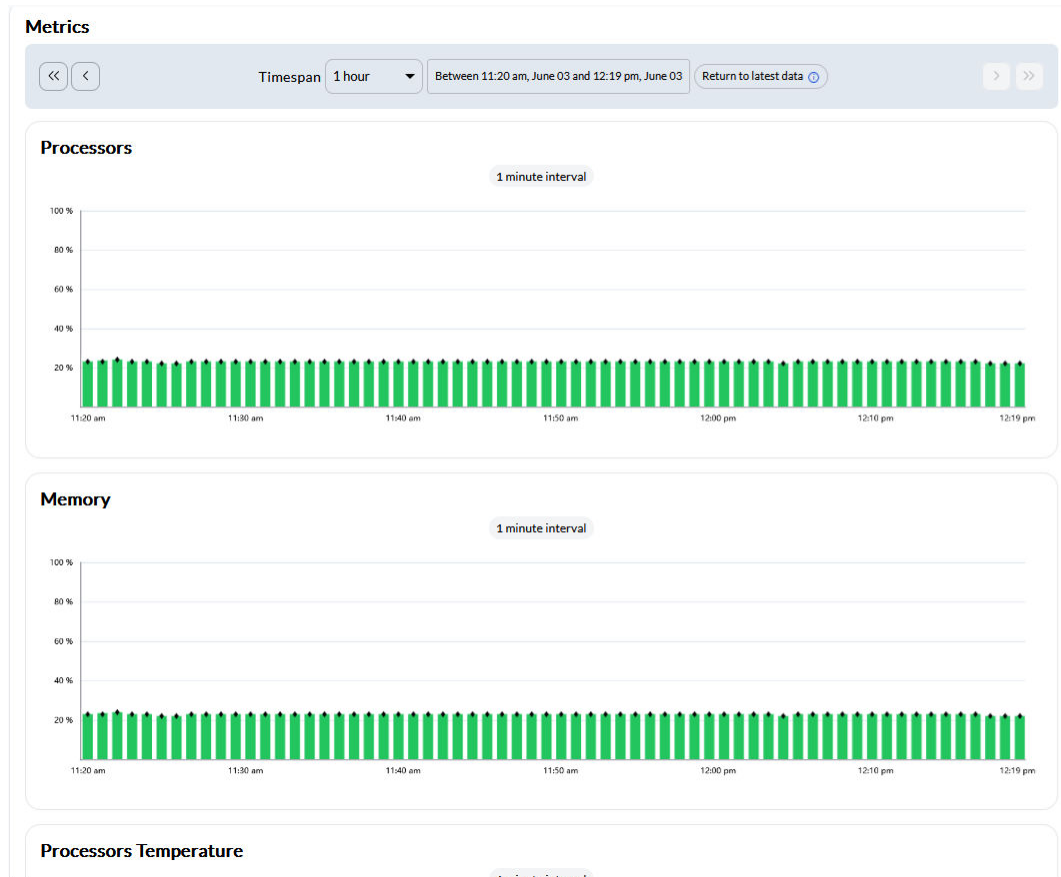 Metrics
Timespan 1 hour Between 11:20 am, June 03 and 12:19 pm, June 03 Return to latest data
Processors
1 minute interval
100 %
80 %
60 %
40 %
20 %
11:20 am 11:30 am 11:40 am 11:50 am 12:00 pm 12:10 pm 12:19 pm
Memory
1 minute interval
100 %
80 %
60 %
40 %
20 %
11:20 am 11:30 am 11:40 am 11:50 am 12:00 pm 12:10 pm 12:19 pm
Processors Temperature